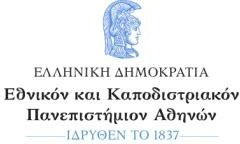 ΕΛΛΗΝΙΚΗ ΔΗΜΟΚΡΑΤΙΑ
Εθνικόν και Καποδιστριακόν
Πανεπιστήμιον Αθηνών
ΙΔΡΥΘΕΝ ΤΟ 1837